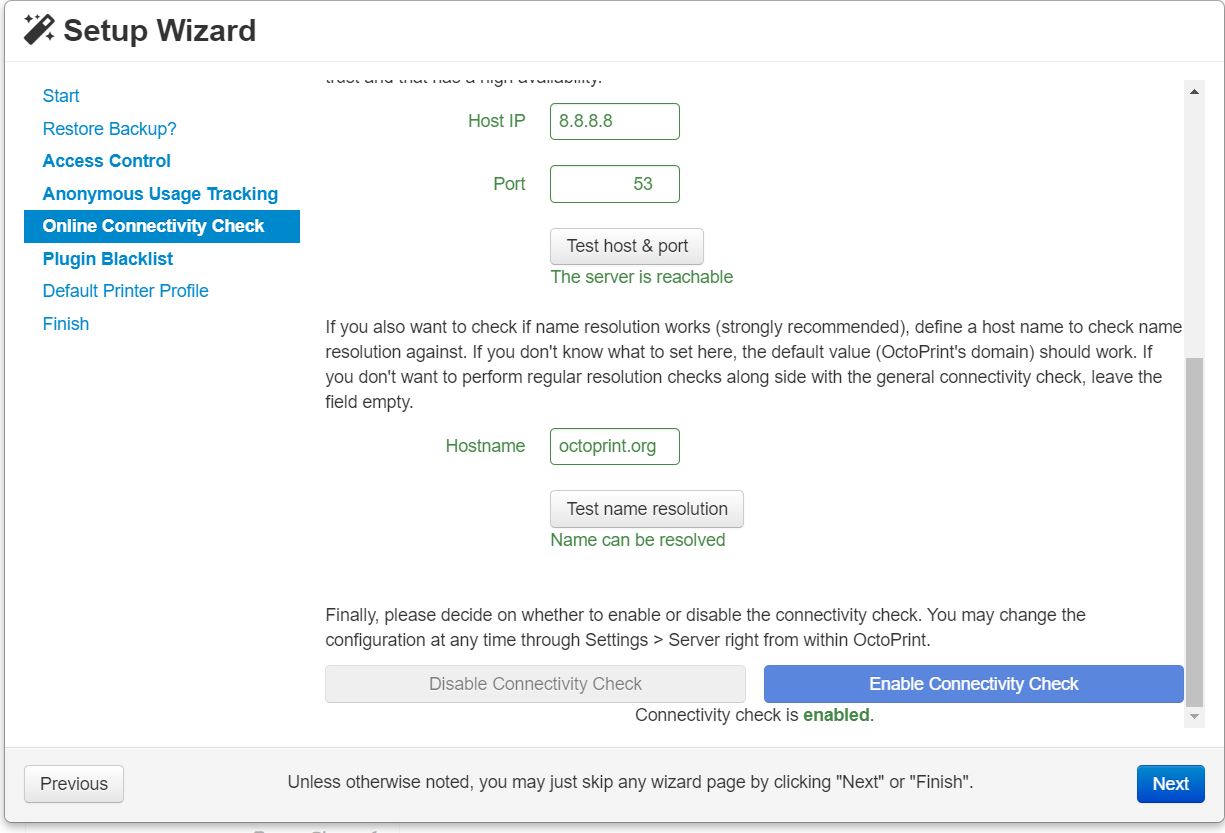 Setup Wizard
Start
Restore Backup?
Access Control
Anonymous Usage Tracking
Online Connectivity Check
Plugin Blacklist
Default Printer Profile
Finish
trust and that has a high availability.
Host IP 8.8.8.8
Port 53
Test host & port
The server is reachable
If you also want to check if name resolution works (strongly recommended), define a host name to check name
resolution against. If you don't know what to set here, the default value (OctoPrint's domain) should work. If
you don't want to perform regular resolution checks along side with the general connectivity check, leave the
field empty.
Hostname octoprint.org
Test name resolution
Name can be resolved
Finally, please decide on whether to enable or disable the connectivity check. You may change the
configuration at any time through Settings > Server right from within OctoPrint.
Disable Connectivity Check Enable Connectivity Check
Connectivity check is enabled.
Previous Unless otherwise noted, you may just skip any wizard page by clicking "Next" or "Finish". Next